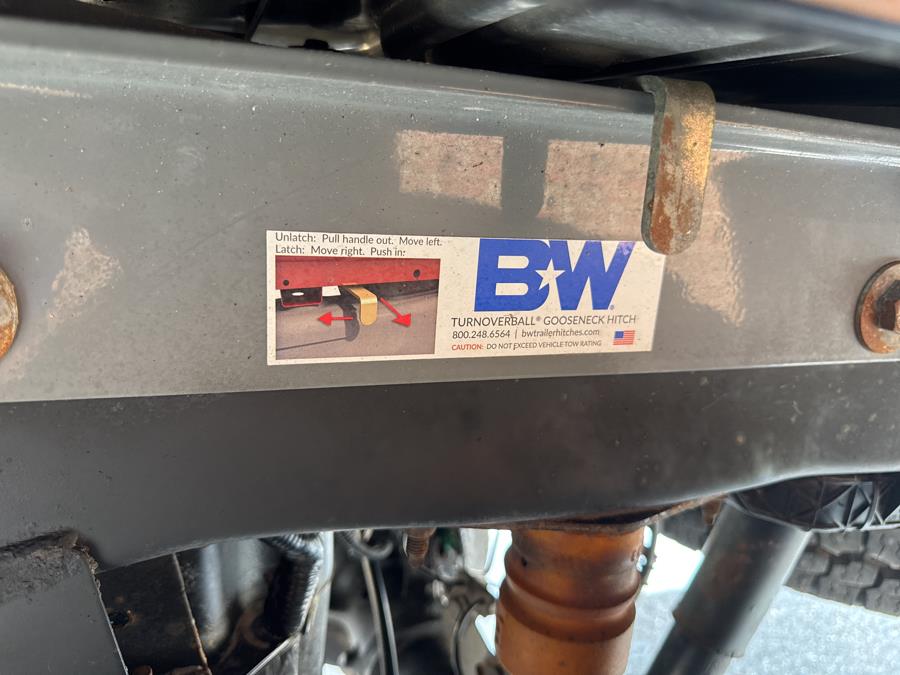 Unlatch: Pull handle out. Move left.
Latch: Move right. Push in:
B★W®
TURNOVERBALL® GOOSENECK HITCH
800.248.6564 | bwtrailerhitches.com
CAUTION: DO NOT EXCEED VEHICLE TOW RATING